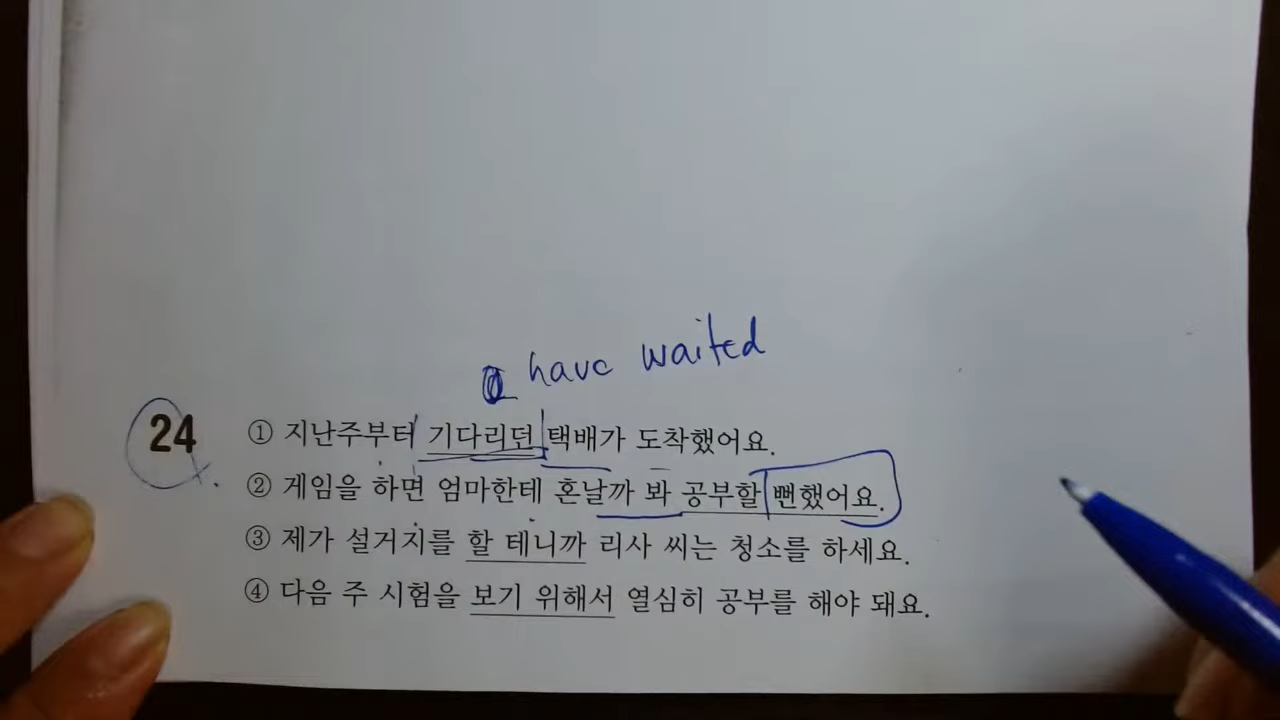 have waited
24
① 지난주부터 기다리던 택배가 도착했어요.
② 게임을 하면 엄마한테 혼날까 봐 공부할 뻔했어요.
③ 제가 설거지를 할 테니까 리사 씨는 청소를 하세요.
④ 다음 주 시험을 보기 위해서 열심히 공부를 해야 돼요.